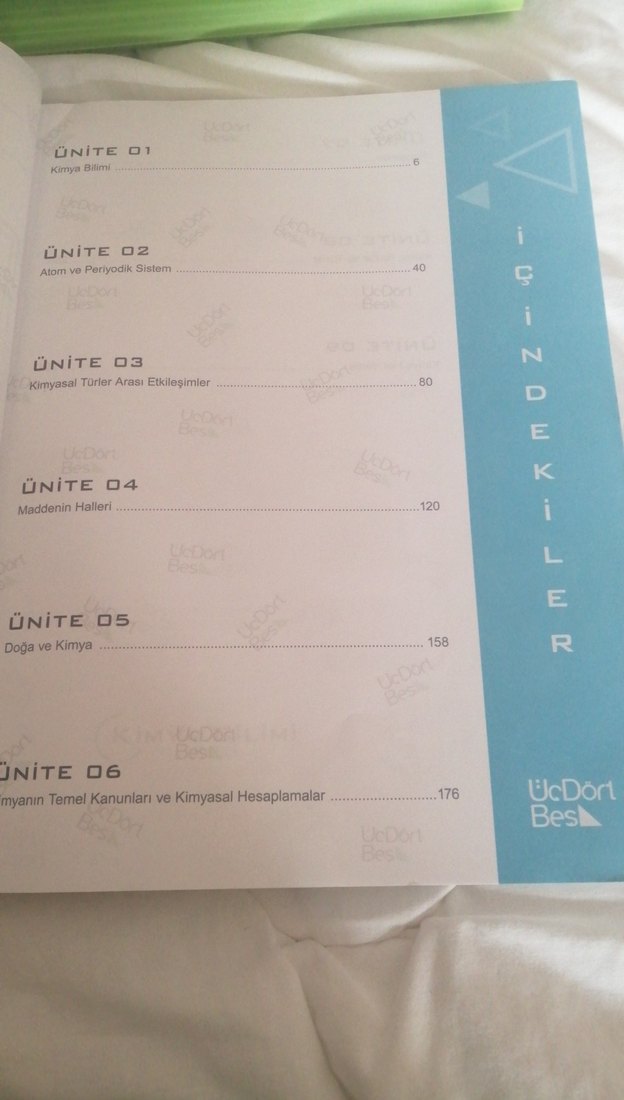 ÜNİTE 01
Kimya Bilimi ........ 6
ÜNİTE 02
Atom ve Periyodik Sistem ........ 40
ÜNİTE 03
Kimyasal Türler Arası Etkileşimler ........ 80
ÜNİTE 04
Maddenin Halleri ........ 120
ÜNİTE 05
Doğa ve Kimya ........ 158
ÜNİTE 06
myanın Temel Kanunları ve Kimyasal Hesaplamalar ........ 176
İÇİNDEKİLER
ÜcDört
Bes